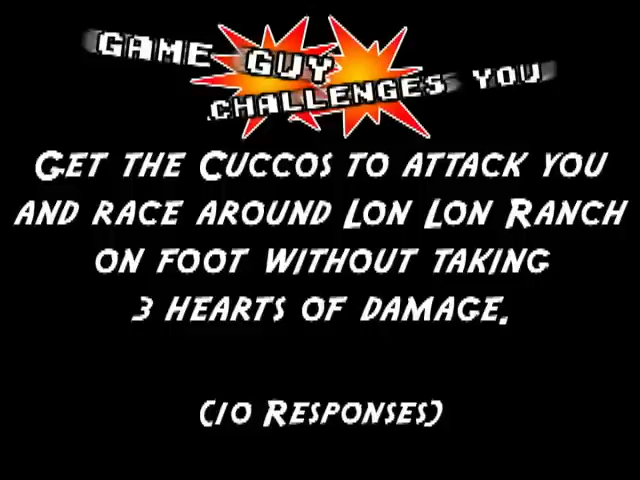 GAME GUY
CHALLENGES YOU
GET THE CUCCOS TO ATTACK YOU
AND RACE AROUND LON LON RANCH
ON FOOT WITHOUT TAKING
3 HEARTS OF DAMAGE.
(10 RESPONSES)